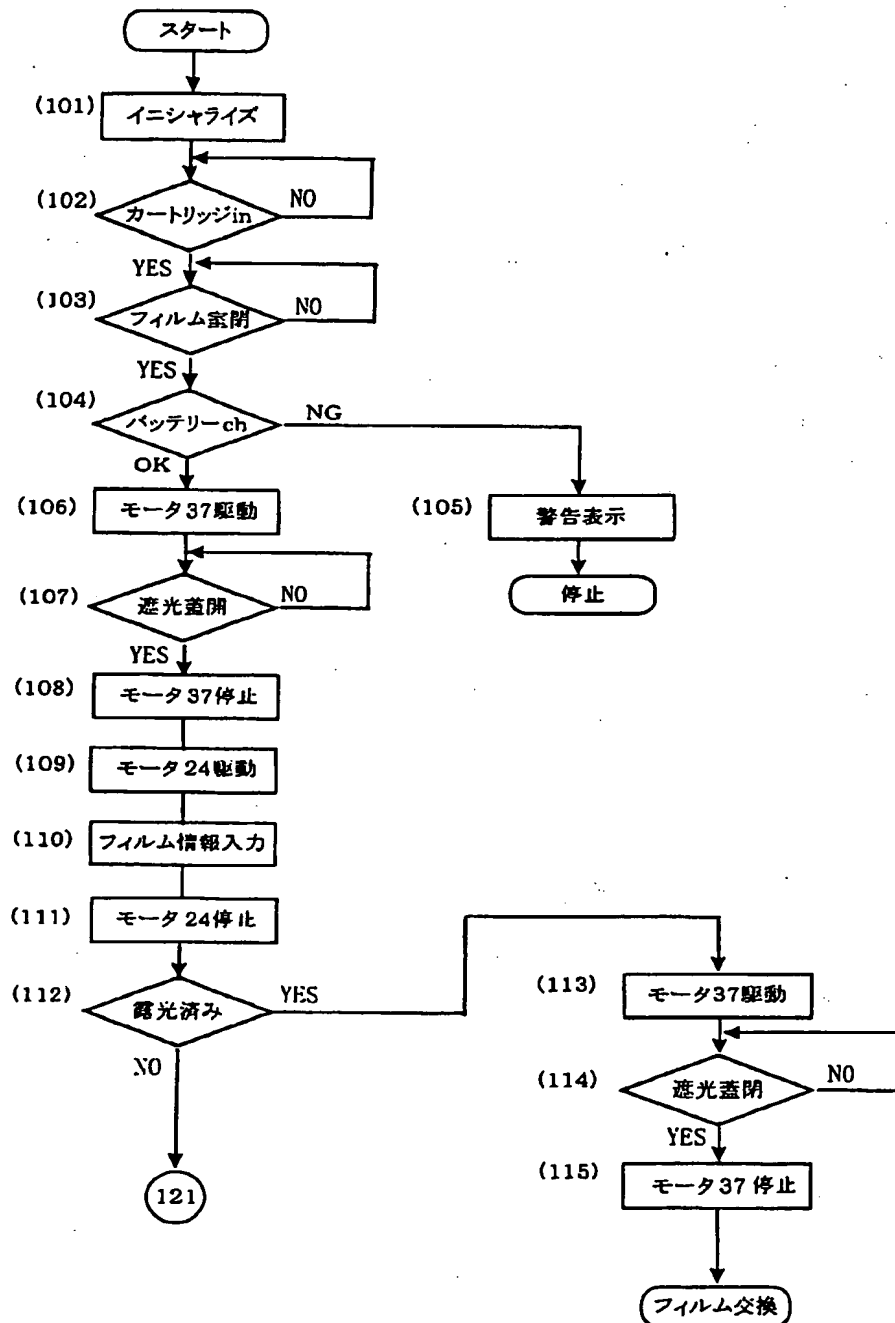 スタート
(101)
イニシャライズ
(102)
カートリッジin
NO
YES
(103)
フィルム室閉
NO
YES
(104)
バッテリーch
NG
OK
(106)
モータ37駆動
(105)
警告表示
(107)
遮光蓋開
NO
停止
YES
(108)
モータ37停止
(109)
モータ24駆動
(110)
フィルム情報入力
(111)
モータ24停止
(112)
露光済み
YES
NO
(113)
モータ37駆動
(114)
遮光蓋閉
NO
YES
(115)
モータ37停止
121
フィルム交換